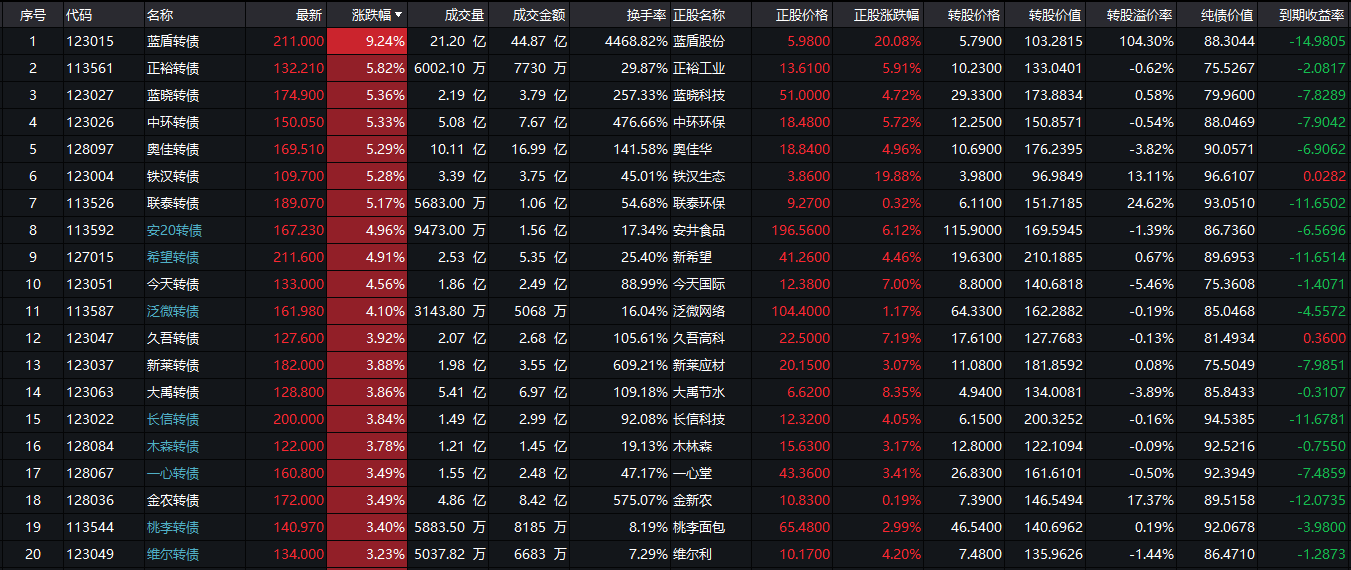 序号 代码 名称 最新 涨跌幅 成交量 成交金额 换手率 正股名称 正股价格 正股涨跌幅 转股价格 转股价值 转股溢价率 纯债价值 到期收益率
1 123015 蓝盾转债 211.000 9.24% 21.20 亿 44.87 亿 4468.82% 蓝盾股份 5.9800 20.08% 5.7900 103.2815 104.30% 88.3044 -14.9805
2 113561 正裕转债 132.210 5.82% 6002.10 万 7730 万 29.87% 正裕工业 13.6100 5.91% 10.2300 133.0401 -0.62% 75.5267 -2.0817
3 123027 蓝晓转债 174.900 5.36% 2.19 亿 3.79 亿 257.33% 蓝晓科技 51.0000 4.72% 29.3300 173.8834 0.58% 79.9600 -7.8289
4 123026 中环转债 150.050 5.33% 5.08 亿 7.67 亿 476.66% 中环环保 18.4800 5.72% 12.2500 150.8571 -0.54% 88.0469 -7.9042
5 128097 奥佳转债 169.510 5.29% 10.11 亿 16.99 亿 141.58% 奥佳华 18.8400 4.96% 10.6900 176.2395 -3.82% 90.0571 -6.9062
6 123004 铁汉转债 109.700 5.28% 3.39 亿 3.75 亿 45.01% 铁汉生态 3.8600 19.88% 3.9800 96.9849 13.11% 96.6107 0.0282
7 113526 联泰转债 189.070 5.17% 5683.00 万 1.06 亿 54.68% 联泰环保 9.2700 0.32% 6.1100 151.7185 24.62% 93.0510 -11.6502
8 113592 安20转债 167.230 4.96% 9473.00 万 1.56 亿 17.34% 安井食品 196.5600 6.12% 115.9000 169.5945 -1.39% 86.7360 -6.5696
9 127015 希望转债 211.600 4.91% 2.53 亿 5.35 亿 25.40% 新希望 41.2600 4.46% 19.6300 210.1885 0.67% 89.6953 -11.6514
10 123051 今天转债 133.000 4.56% 1.86 亿 2.49 亿 88.99% 今天国际 12.3800 7.00% 8.8000 140.6818 -5.46% 75.3608 -1.4071
11 113587 泛微转债 161.980 4.10% 3143.80 万 5068 万 16.04% 泛微网络 104.4000 1.17% 64.3300 162.2882 -0.19% 85.0468 -4.5572
12 123047 久吾转债 127.600 3.92% 2.07 亿 2.68 亿 105.61% 久吾高科 22.5000 7.19% 17.6100 127.7683 -0.13% 81.4934 0.3600
13 123037 新莱转债 182.000 3.88% 1.98 亿 3.55 亿 609.21% 新莱应材 20.1500 3.07% 11.0800 181.8592 0.08% 75.5049 -7.9851
14 123063 大禹转债 128.800 3.86% 5.41 亿 6.97 亿 109.18% 大禹节水 6.6200 8.35% 4.9400 134.0081 -3.89% 85.8433 -0.3107
15 123022 长信转债 200.000 3.84% 1.49 亿 2.99 亿 92.08% 长信科技 12.3200 4.05% 6.1500 200.3252 -0.16% 94.5385 -11.6781
16 128084 木森转债 122.000 3.78% 1.21 亿 1.45 亿 19.13% 木林森 15.6300 3.17% 12.8000 122.1094 -0.09% 92.5216 -0.7550
17 128067 一心转债 160.800 3.49% 1.55 亿 2.48 亿 47.17% 一心堂 43.3600 3.41% 26.8300 161.6101 -0.50% 92.3949 -7.4859
18 128036 金农转债 172.000 3.49% 4.86 亿 8.42 亿 575.07% 金新农 10.8300 0.19% 7.3900 146.5494 17.37% 89.5158 -12.0735
19 113544 桃李转债 140.970 3.40% 5883.50 万 8185 万 8.19% 桃李面包 65.4800 2.99% 46.5400 140.6962 0.19% 92.0678 -3.9800
20 123049 维尔转债 134.000 3.23% 5037.82 万 6683 万 7.29% 维尔利 10.1700 4.20% 7.4800 135.9626 -1.44% 86.4710 -1.2873